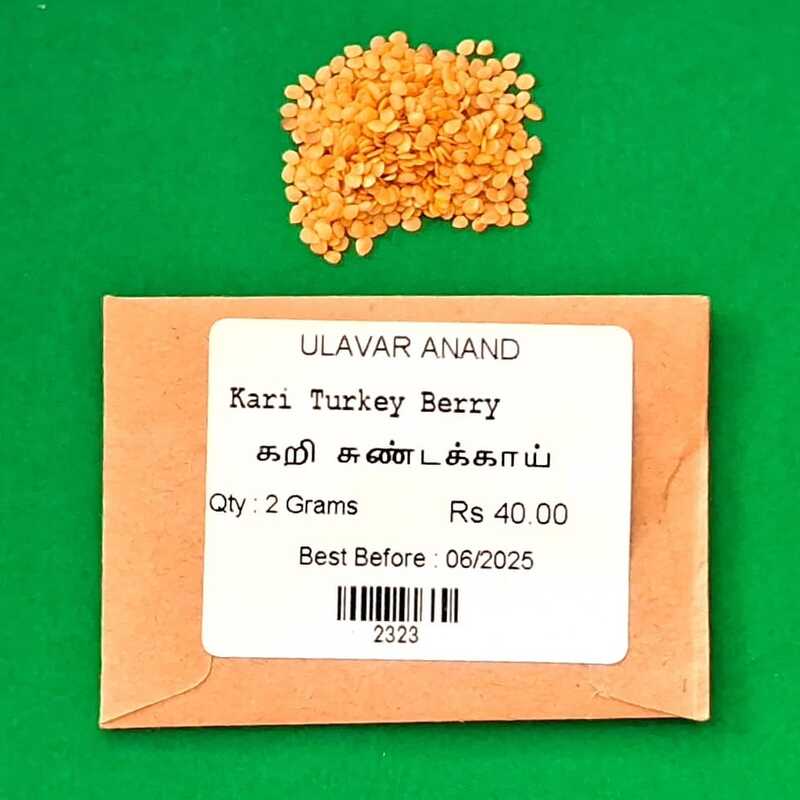 ULAVAR ANAND
Kari Turkey Berry
கறி சுண்டக்காய்
Qty : 2 Grams Rs 40.00
Best Before : 06/2025
2323